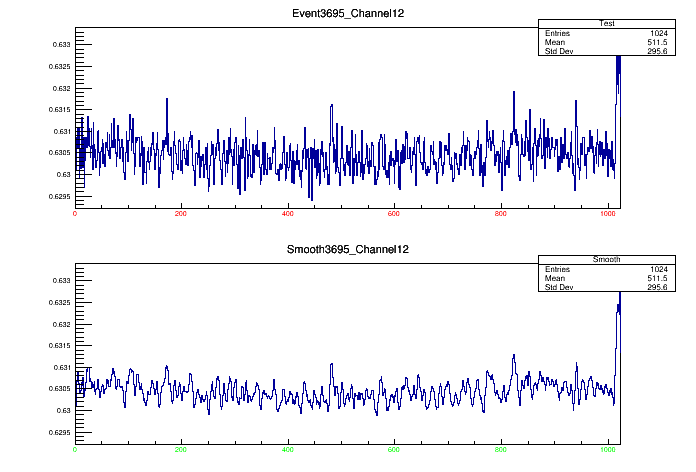 Event3695_Channel12
Test
Entries 1024
Mean 511.5
Std Dev 295.6
0.633
0.6325
0.632
0.6315
0.631
0.6305
0.63
0.6295
0 200 400 600 800 1000
Smooth3695_Channel12
Smooth
Entries 1024
Mean 511.5
Std Dev 295.6
0.633
0.6325
0.632
0.6315
0.631
0.6305
0.63
0.6295
0 200 400 600 800 1000